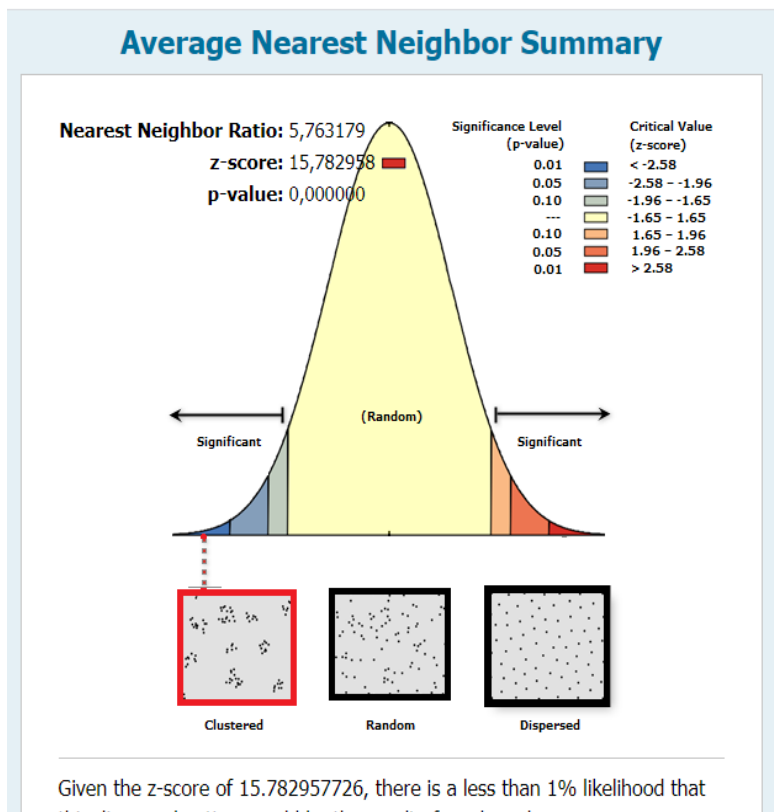 Average Nearest Neighbor Summary
Nearest Neighbor Ratio: 5,763179
z-score: 15,782958
p-value: 0,000000
Significance Level
(p-value)
Critical Value
(z-score)
0.01 < -2.58
0.05 -2.58 – -1.96
0.10 -1.96 – -1.65
--- -1.65 – 1.65
0.10 1.65 – 1.96
0.05 1.96 – 2.58
0.01 > 2.58
(Random)
Significant
Significant
Clustered
Random
Dispersed
Given the z-score of 15.782957726, there is a less than 1% likelihood that